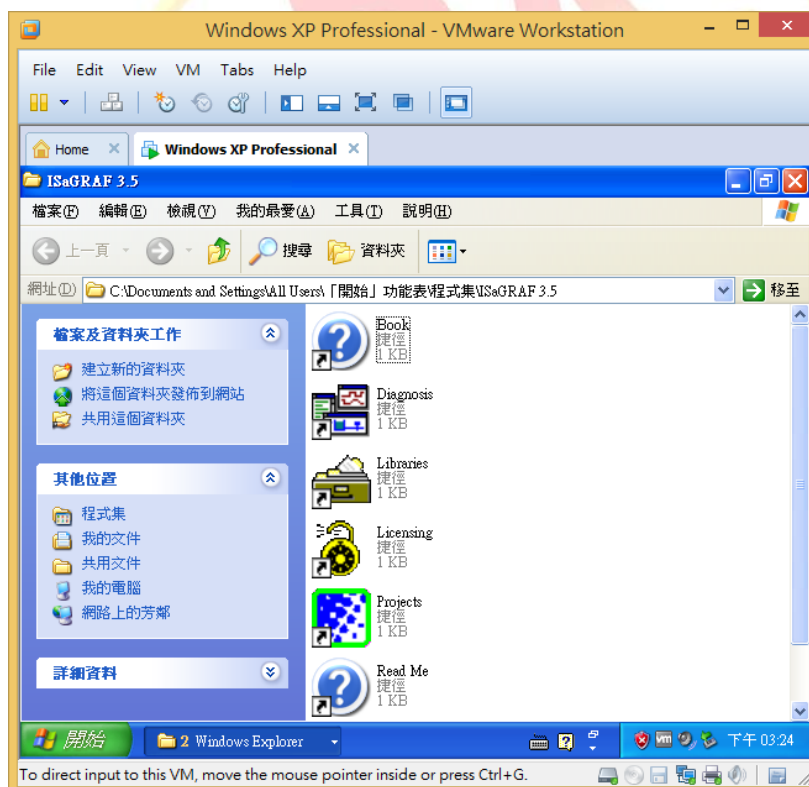 Windows XP Professional - VMware Workstation
File Edit View VM Tabs Help
Home Windows XP Professional
ISaGRAF 3.5
檔案(F) 編輯(E) 檢視(V) 我的最愛(A) 工具(T) 說明(H)
上一頁 搜尋 資料夾
網址(D) C:\Documents and Settings\All Users\「開始」功能表\程式集\ISaGRAF 3.5 移至
檔案及資料夾工作
建立新的資料夾
將這個資料夾發佈到網站
共用這個資料夾
其他位置
程式集
我的文件
共用文件
我的電腦
網路上的芳鄰
詳細資料
Book
捷徑
1 KB
Diagnosis
捷徑
1 KB
Libraries
捷徑
1 KB
Licensing
捷徑
1 KB
Projects
捷徑
1 KB
Read Me
捷徑
1 KB
開始 2 Windows Explorer 下午 03:24
To direct input to this VM, move the mouse pointer inside or press Ctrl+G.